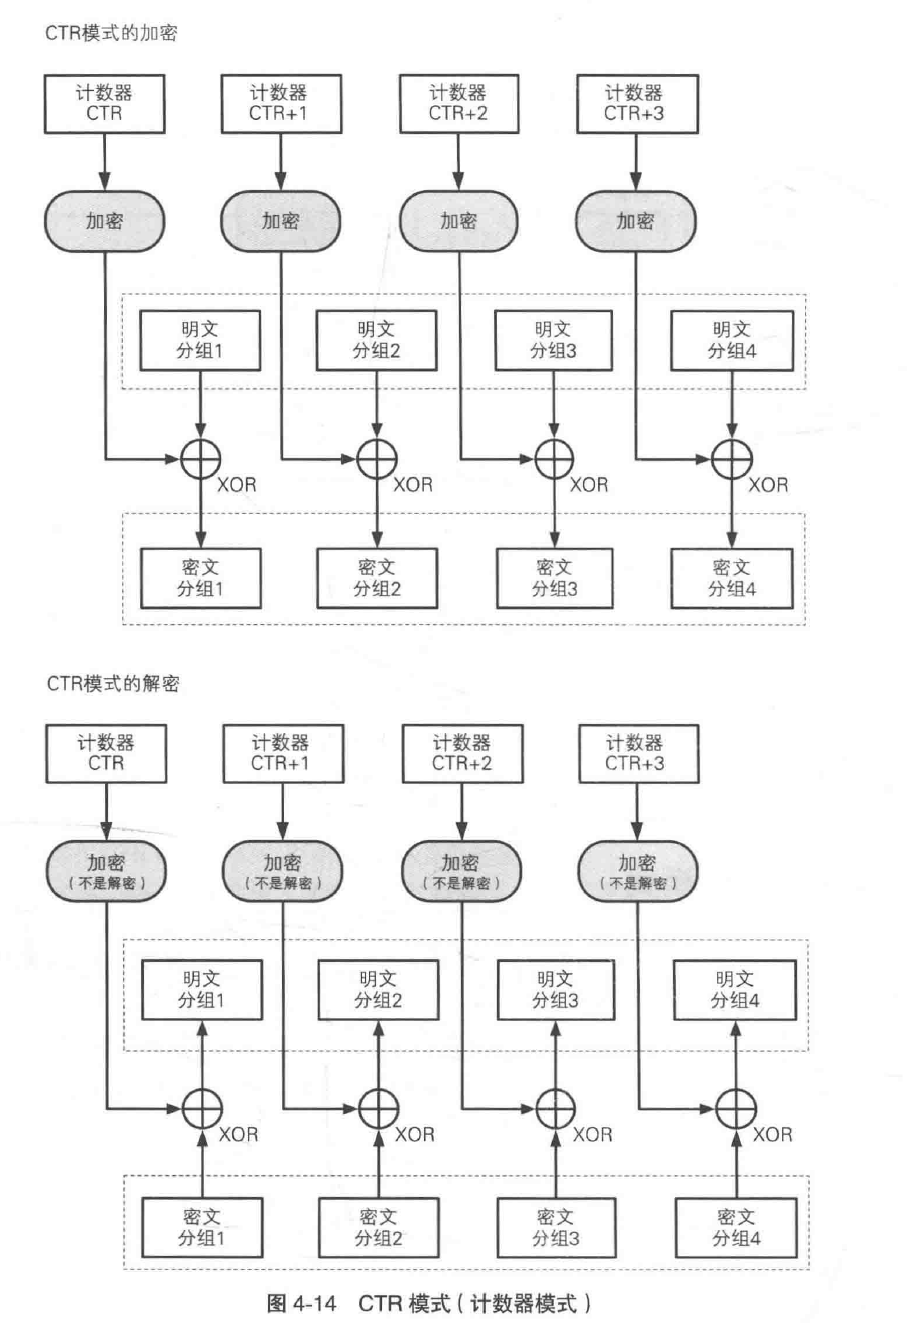 CTR模式的加密
计数器 计数器 计数器 计数器
CTR CTR+1 CTR+2 CTR+3
加密 加密 加密 加密
明文 明文 明文 明文
分组1 分组2 分组3 分组4
XOR XOR XOR XOR
密文 密文 密文 密文
分组1 分组2 分组3 分组4
CTR模式的解密
计数器 计数器 计数器 计数器
CTR CTR+1 CTR+2 CTR+3
加密 加密 加密 加密
(不是解密) (不是解密) (不是解密) (不是解密)
明文 明文 明文 明文
分组1 分组2 分组3 分组4
XOR XOR XOR XOR
密文 密文 密文 密文
分组1 分组2 分组3 分组4
图 4-14 CTR 模式(计数器模式)